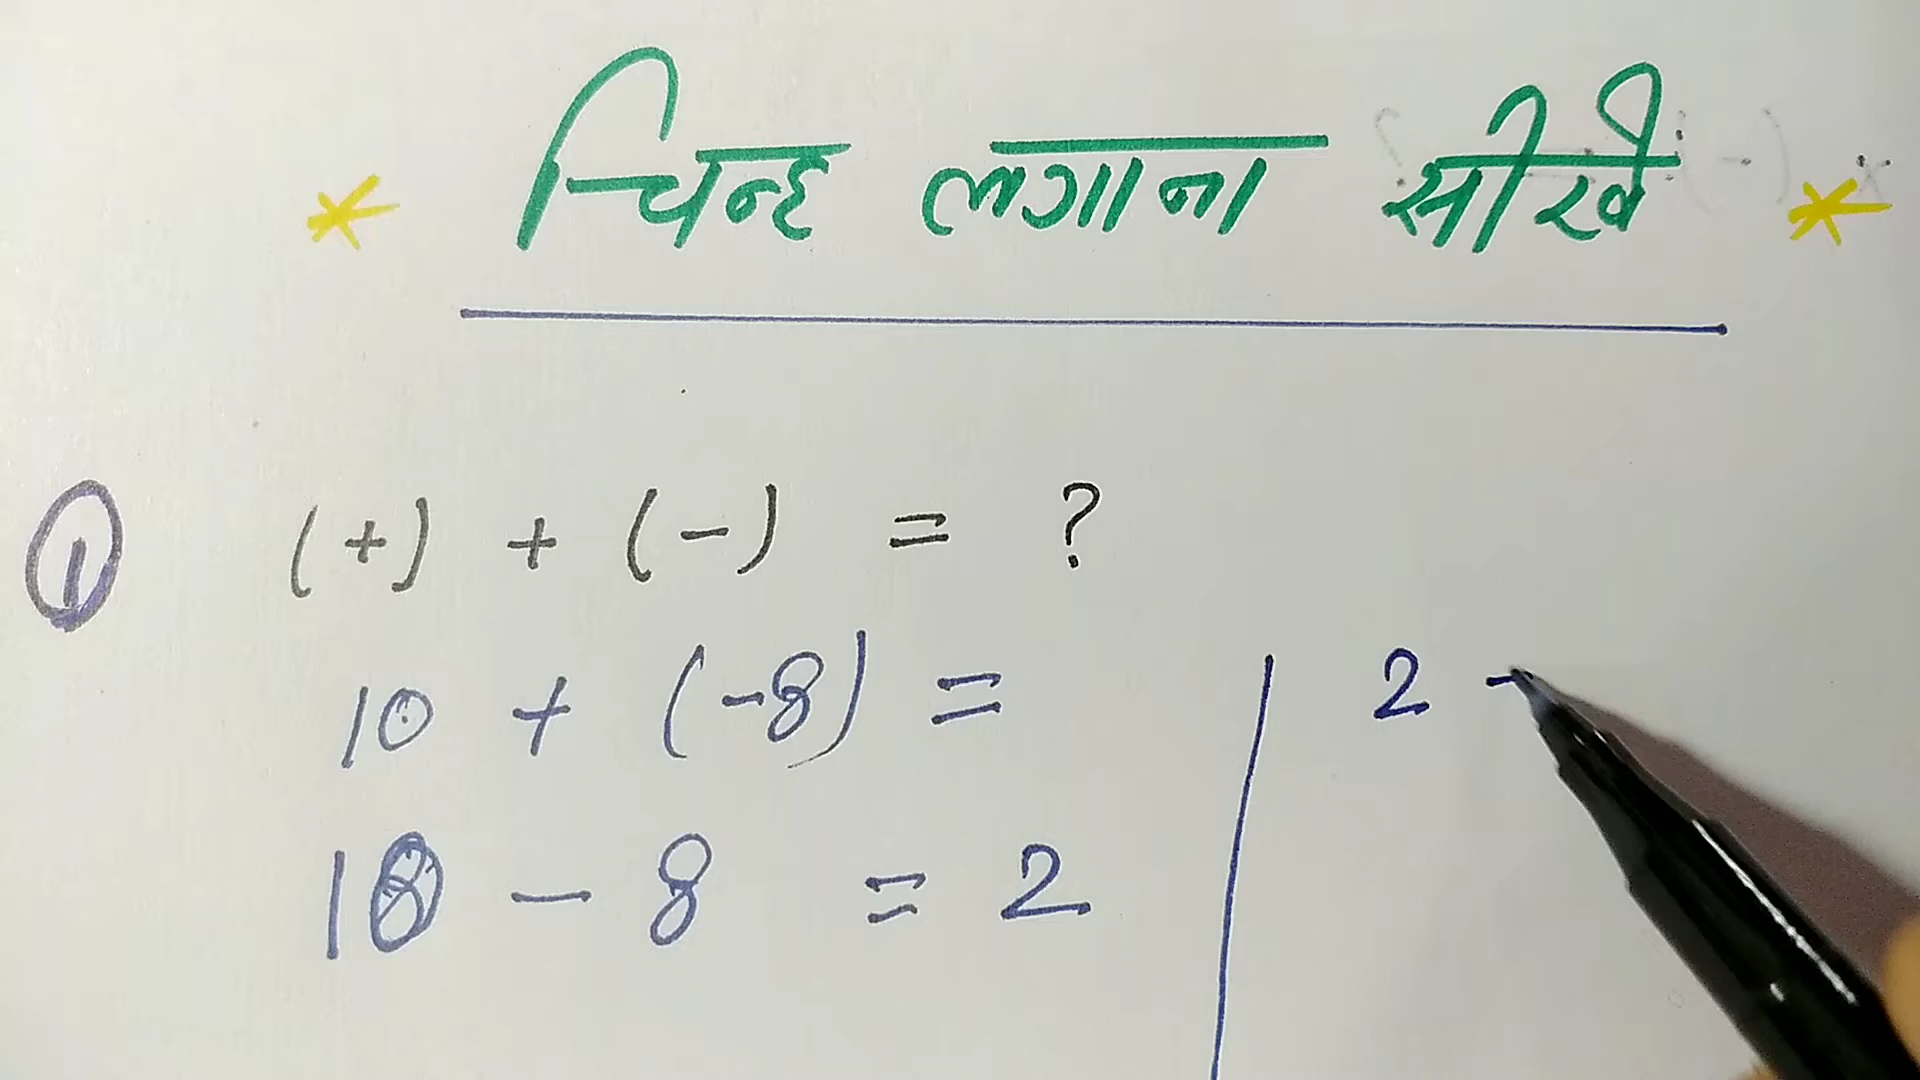 * चिन्ह लगाना सीखे *
① (+) + (-) = ?
10 + (-8) =
10 - 8 = 2
2 -